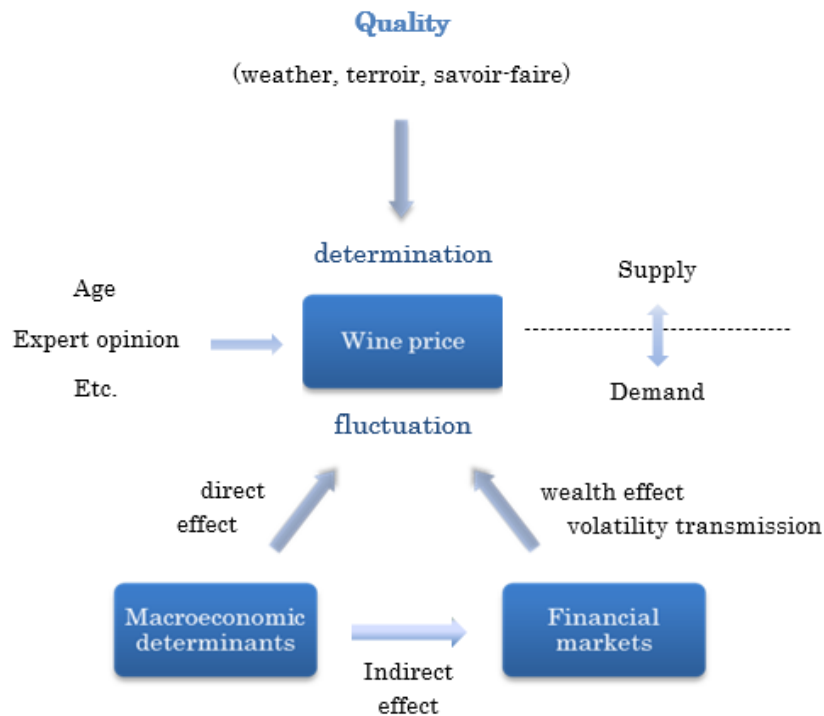 Quality
(weather, terroir, savoir-faire)
determination
Supply
Age
Expert opinion
Etc.
Wine price
Demand
fluctuation
direct
effect
wealth effect
volatility transmission
Macroeconomic
determinants
Indirect
effect
Financial
markets